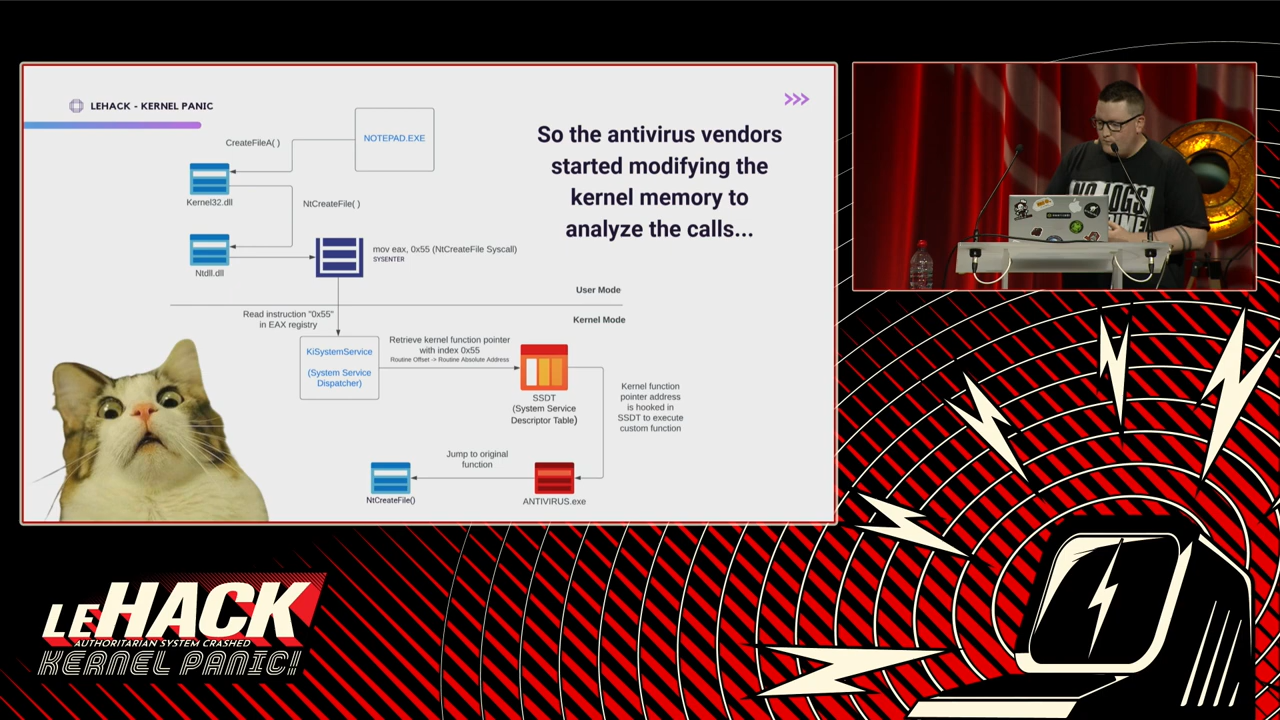 LEHACK - KERNEL PANIC
So the antivirus vendors
started modifying the
kernel memory to
analyze the calls...
NOTEPAD.EXE
CreateFileA( )
Kernel32.dll
NtCreateFile( )
Ntdll.dll
mov eax, 0x55 (NtCreateFile Syscall)
SYSENTER
User Mode
Kernel Mode
Read instruction "0x55"
in EAX registry
KiSystemService
(System Service
Dispatcher)
Retrieve kernel function pointer
with index 0x55
Routine Offset -> Routine Absolute Address
SSDT
(System Service
Descriptor Table)
Kernel function
pointer address
is hooked in
SSDT to execute
custom function
Jump to original
function
NtCreateFile()
ANTIVIRUS.exe
NO LOGS
LEHACK
AUTHORITARIAN SYSTEM CRASHED
KERNEL PANIC!